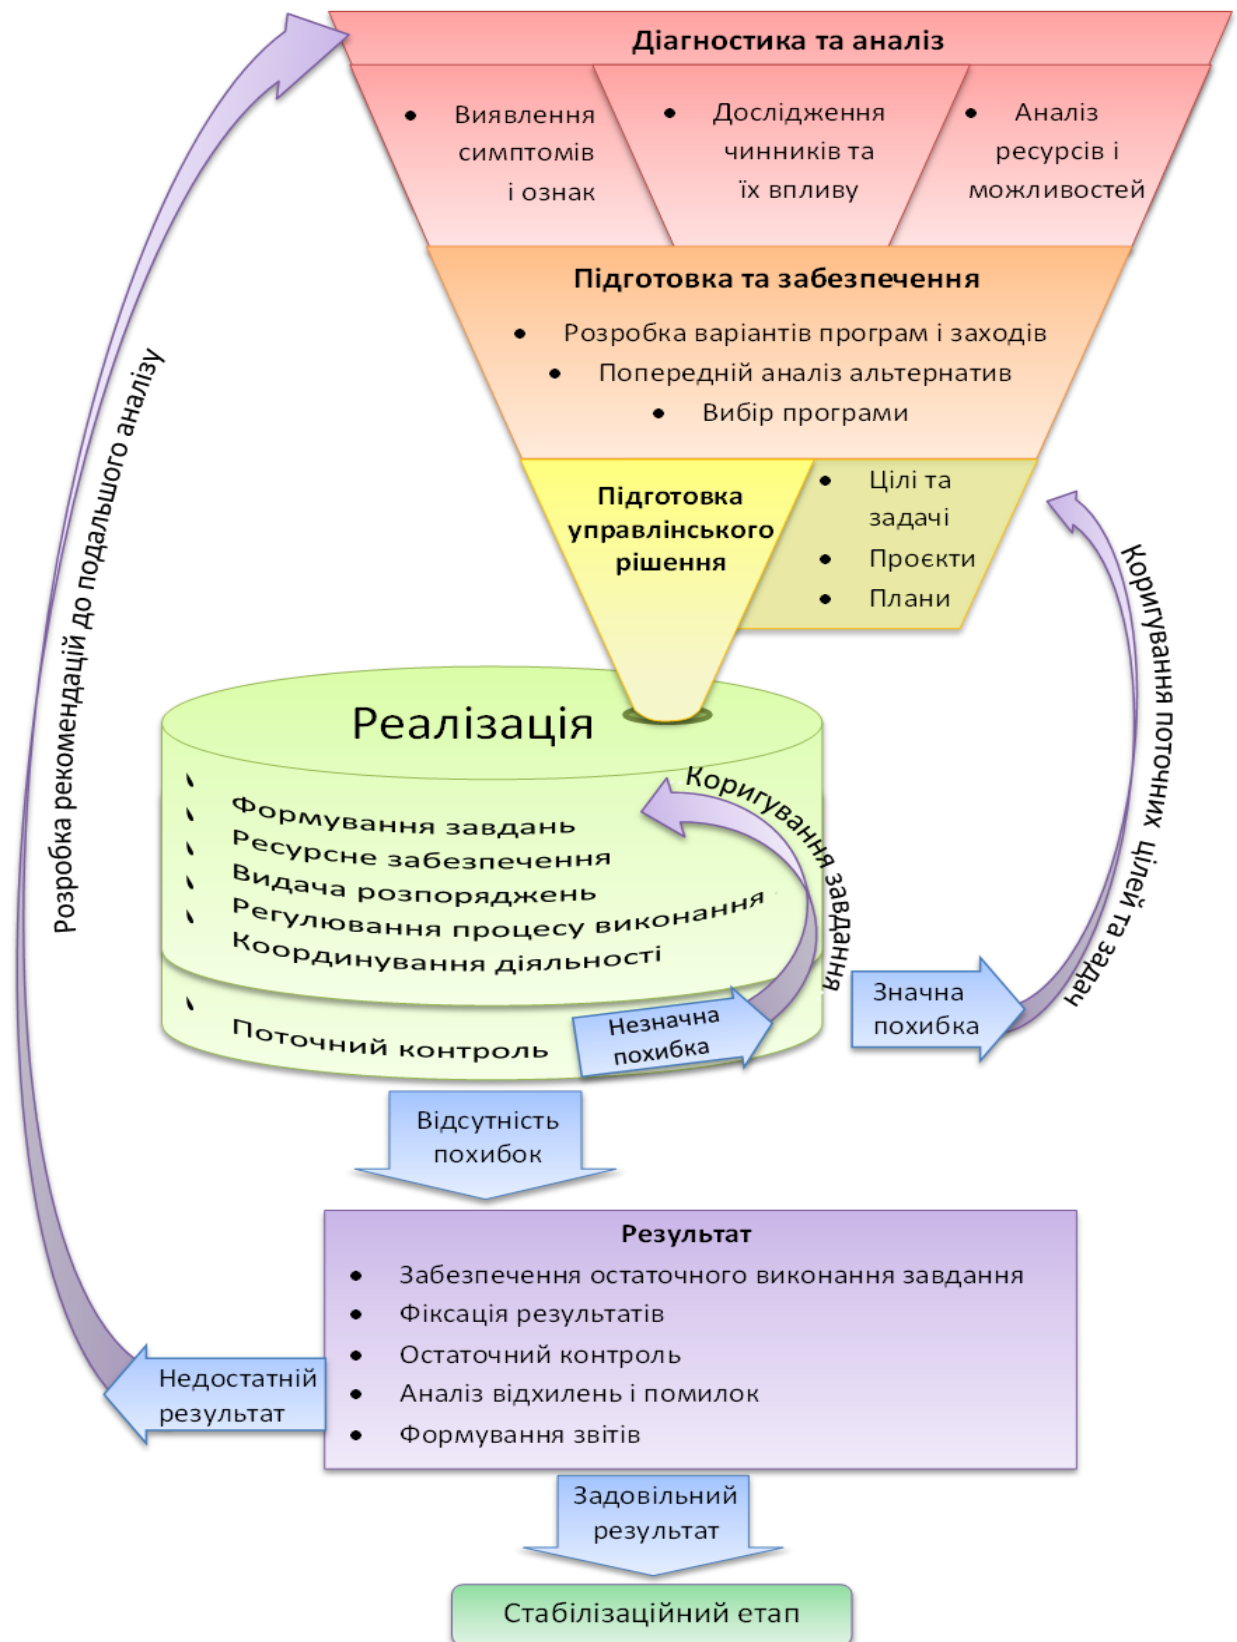 Діагностика та аналіз
• Виявлення
симптомів
і ознак
• Дослідження
чинників та
їх впливу
• Аналіз
ресурсів і
можливостей
Підготовка та забезпечення
• Розробка варіантів програм і заходів
• Попередній аналіз альтернатив
• Вибір програми
Підготовка
управлінського
рішення
• Цілі та
задачі
• Проєкти
• Плани
Розробка рекомендацій до подальшого аналізу
Коригування поточних цілей та задач
Реалізація
Формування завдань
Ресурсне забезпечення
Видача розпоряджень
Регулювання процесу виконання
Координування діяльності
Поточний контроль
Коригування завдання
Незначна
похибка
Значна
похибка
Відсутність
похибок
Результат
• Забезпечення остаточного виконання завдання
• Фіксація результатів
• Остаточний контроль
• Аналіз відхилень і помилок
• Формування звітів
Недостатній
результат
Задовільний
результат
Стабілізаційний етап